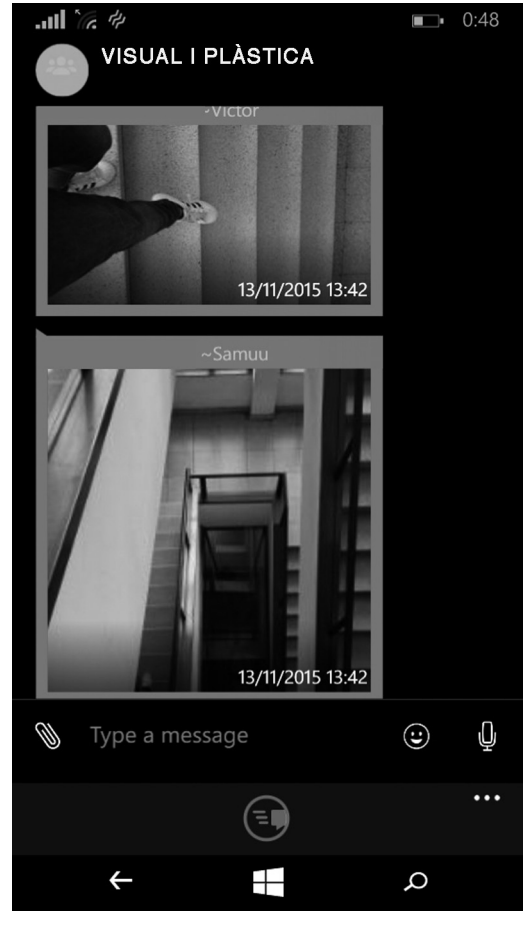 0:48
VISUAL I PLÀSTICA
~Victor
13/11/2015 13:42
~Samuu
13/11/2015 13:42
Type a message